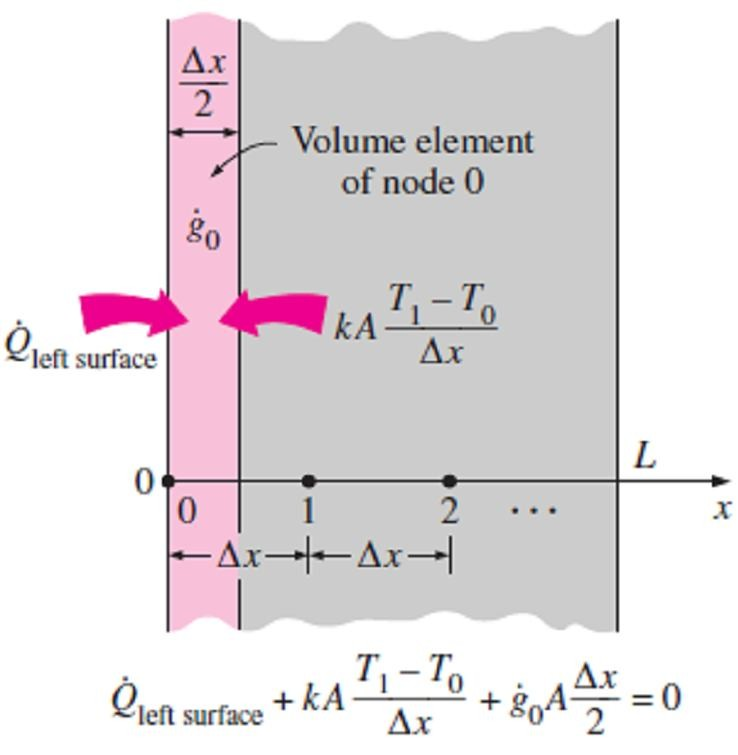 Δx/2
Volume element
of node 0
ġ₀
Q̇left surface
kA (T₁ − T₀)/Δx
L
0
0 1 2 ⋯
x
Δx Δx
Q̇left surface + kA (T₁ − T₀)/Δx + ġ₀A Δx/2 = 0